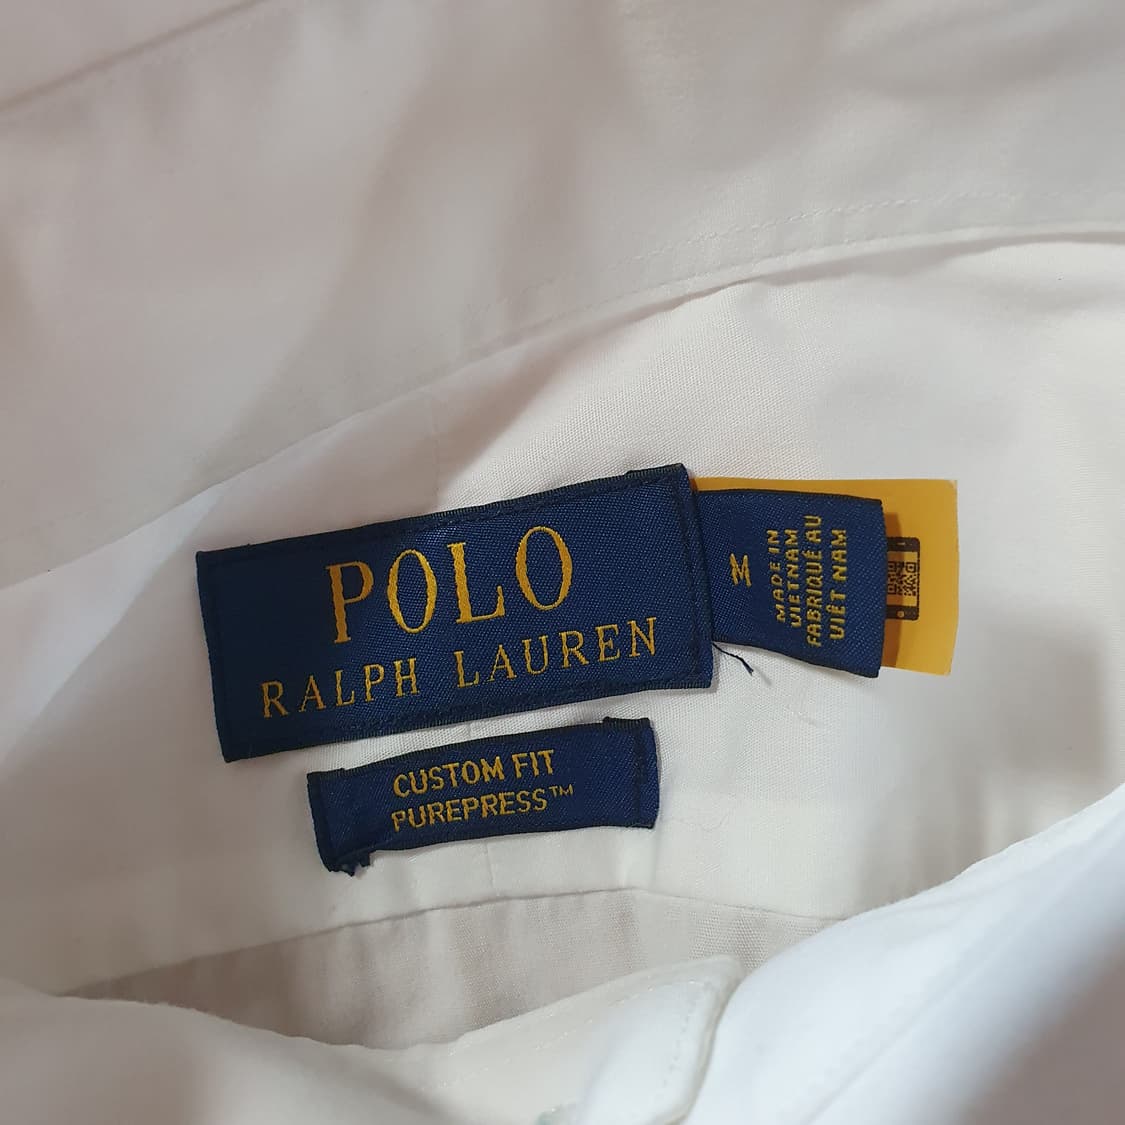 POLO
RALPH LAUREN
M
MADE IN
VIETNAM
FABRIQUÉ AU
VIÊT NAM
CUSTOM FIT
PUREPRESS™